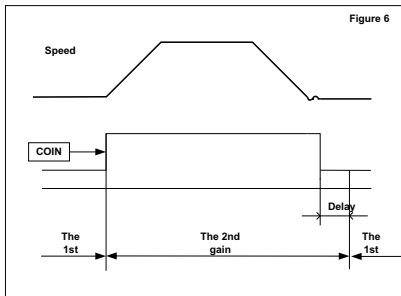 Figure 6
Speed
COIN
Delay
The
1st
The 2nd
gain
The
1st